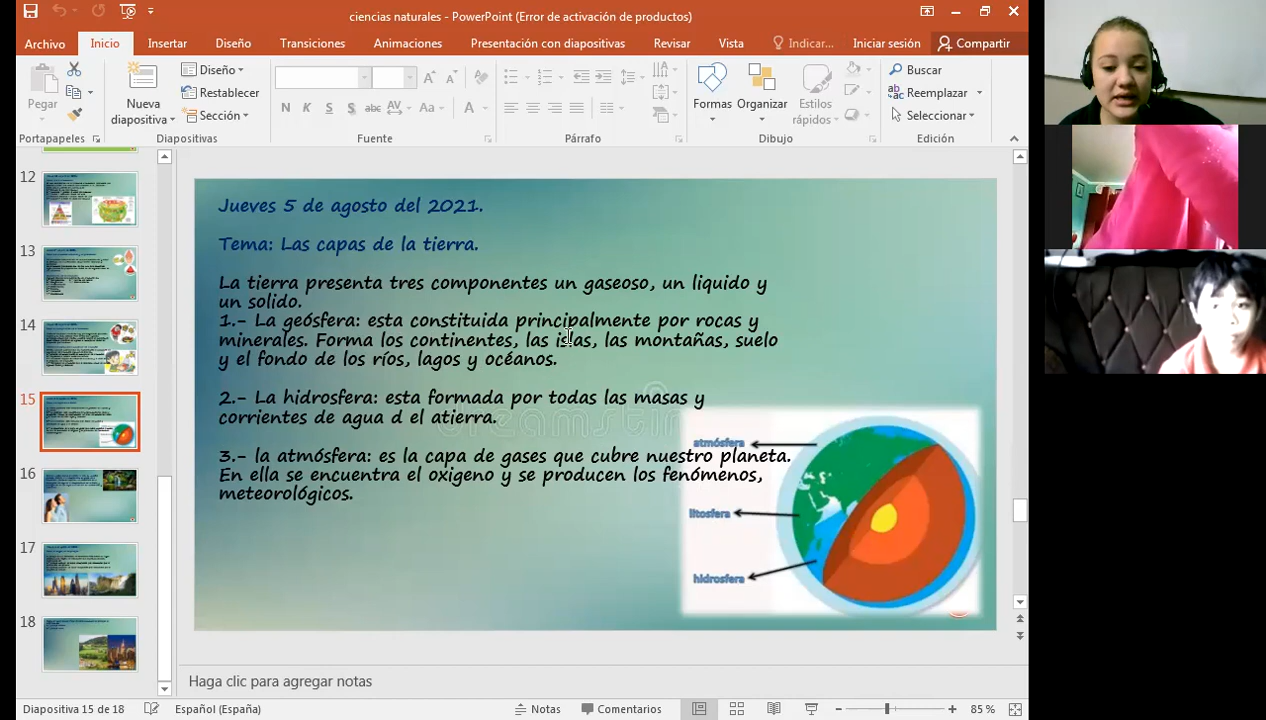 ciencias naturales - PowerPoint (Error de activación de productos)
Archivo Inicio Insertar Diseño Transiciones Animaciones Presentación con diapositivas Revisar Vista Indicar... Iniciar sesión Compartir
Pegar
Nueva diapositiva
Diseño
Restablecer
Sección
Formas
Organizar
Estilos rápidos
Buscar
Reemplazar
Seleccionar
Portapapeles Diapositivas Fuente Párrafo Dibujo Edición
N K S S abc AV Aa A
12
13
14
15
16
17
18
Jueves 5 de agosto del 2021.
Tema: Las capas de la tierra.
La tierra presenta tres componentes un gaseoso, un liquido y
un solido.
1.- La geósfera: esta constituida principalmente por rocas y
minerales. Forma los continentes, las islas, las montañas, suelo
y el fondo de los ríos, lagos y océanos.
2.- La hidrosfera: esta formada por todas las masas y
corrientes de agua d el atierra.
3.- la atmósfera: es la capa de gases que cubre nuestro planeta.
En ella se encuentra el oxigeno y se producen los fenómenos,
meteorológicos.
atmósfera
litosfera
hidrosfera
Haga clic para agregar notas
Diapositiva 15 de 18 Español (España) Notas Comentarios 85 %